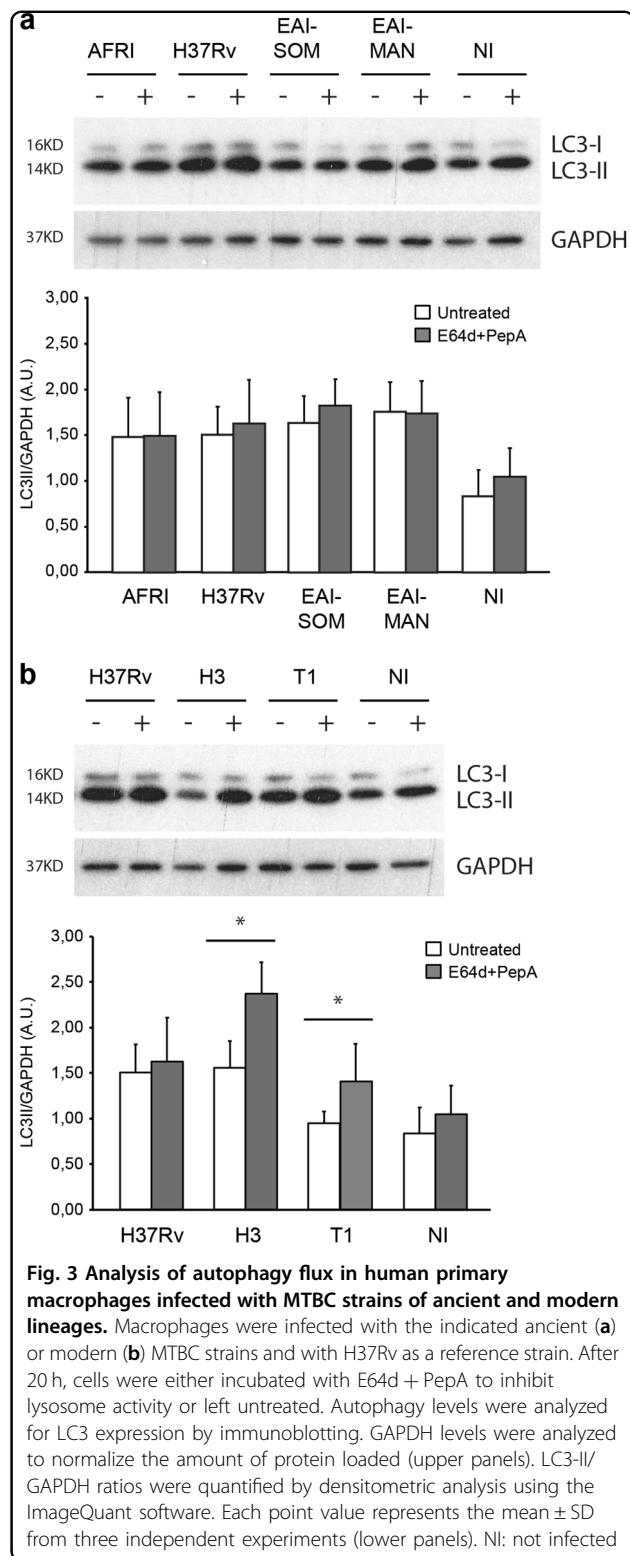 a
AFRI H37Rv EAI-SOM EAI-MAN NI
- + - + - + - + - +
16KD LC3-I
14KD LC3-II
37KD GAPDH
3,00
2,50
2,00
1,50
1,00
0,50
0,00
LC3II/GAPDH (A.U.)
Untreated
E64d+PepA
AFRI H37Rv EAI-SOM EAI-MAN NI
b
H37Rv H3 T1 NI
- + - + - + - +
16KD LC3-I
14KD LC3-II
37KD GAPDH
3,00
2,50
2,00
1,50
1,00
0,50
0,00
LC3II/GAPDH (A.U.)
* *
Untreated
E64d+PepA
H37Rv H3 T1 NI
Fig. 3 Analysis of autophagy flux in human primary
macrophages infected with MTBC strains of ancient and modern
lineages. Macrophages were infected with the indicated ancient (a)
or modern (b) MTBC strains and with H37Rv as a reference strain. After
20 h, cells were either incubated with E64d + PepA to inhibit
lysosome activity or left untreated. Autophagy levels were analyzed
for LC3 expression by immunoblotting. GAPDH levels were analyzed
to normalize the amount of protein loaded (upper panels). LC3-II/
GAPDH ratios were quantified by densitometric analysis using the
ImageQuant software. Each point value represents the mean ± SD
from three independent experiments (lower panels). NI: not infected